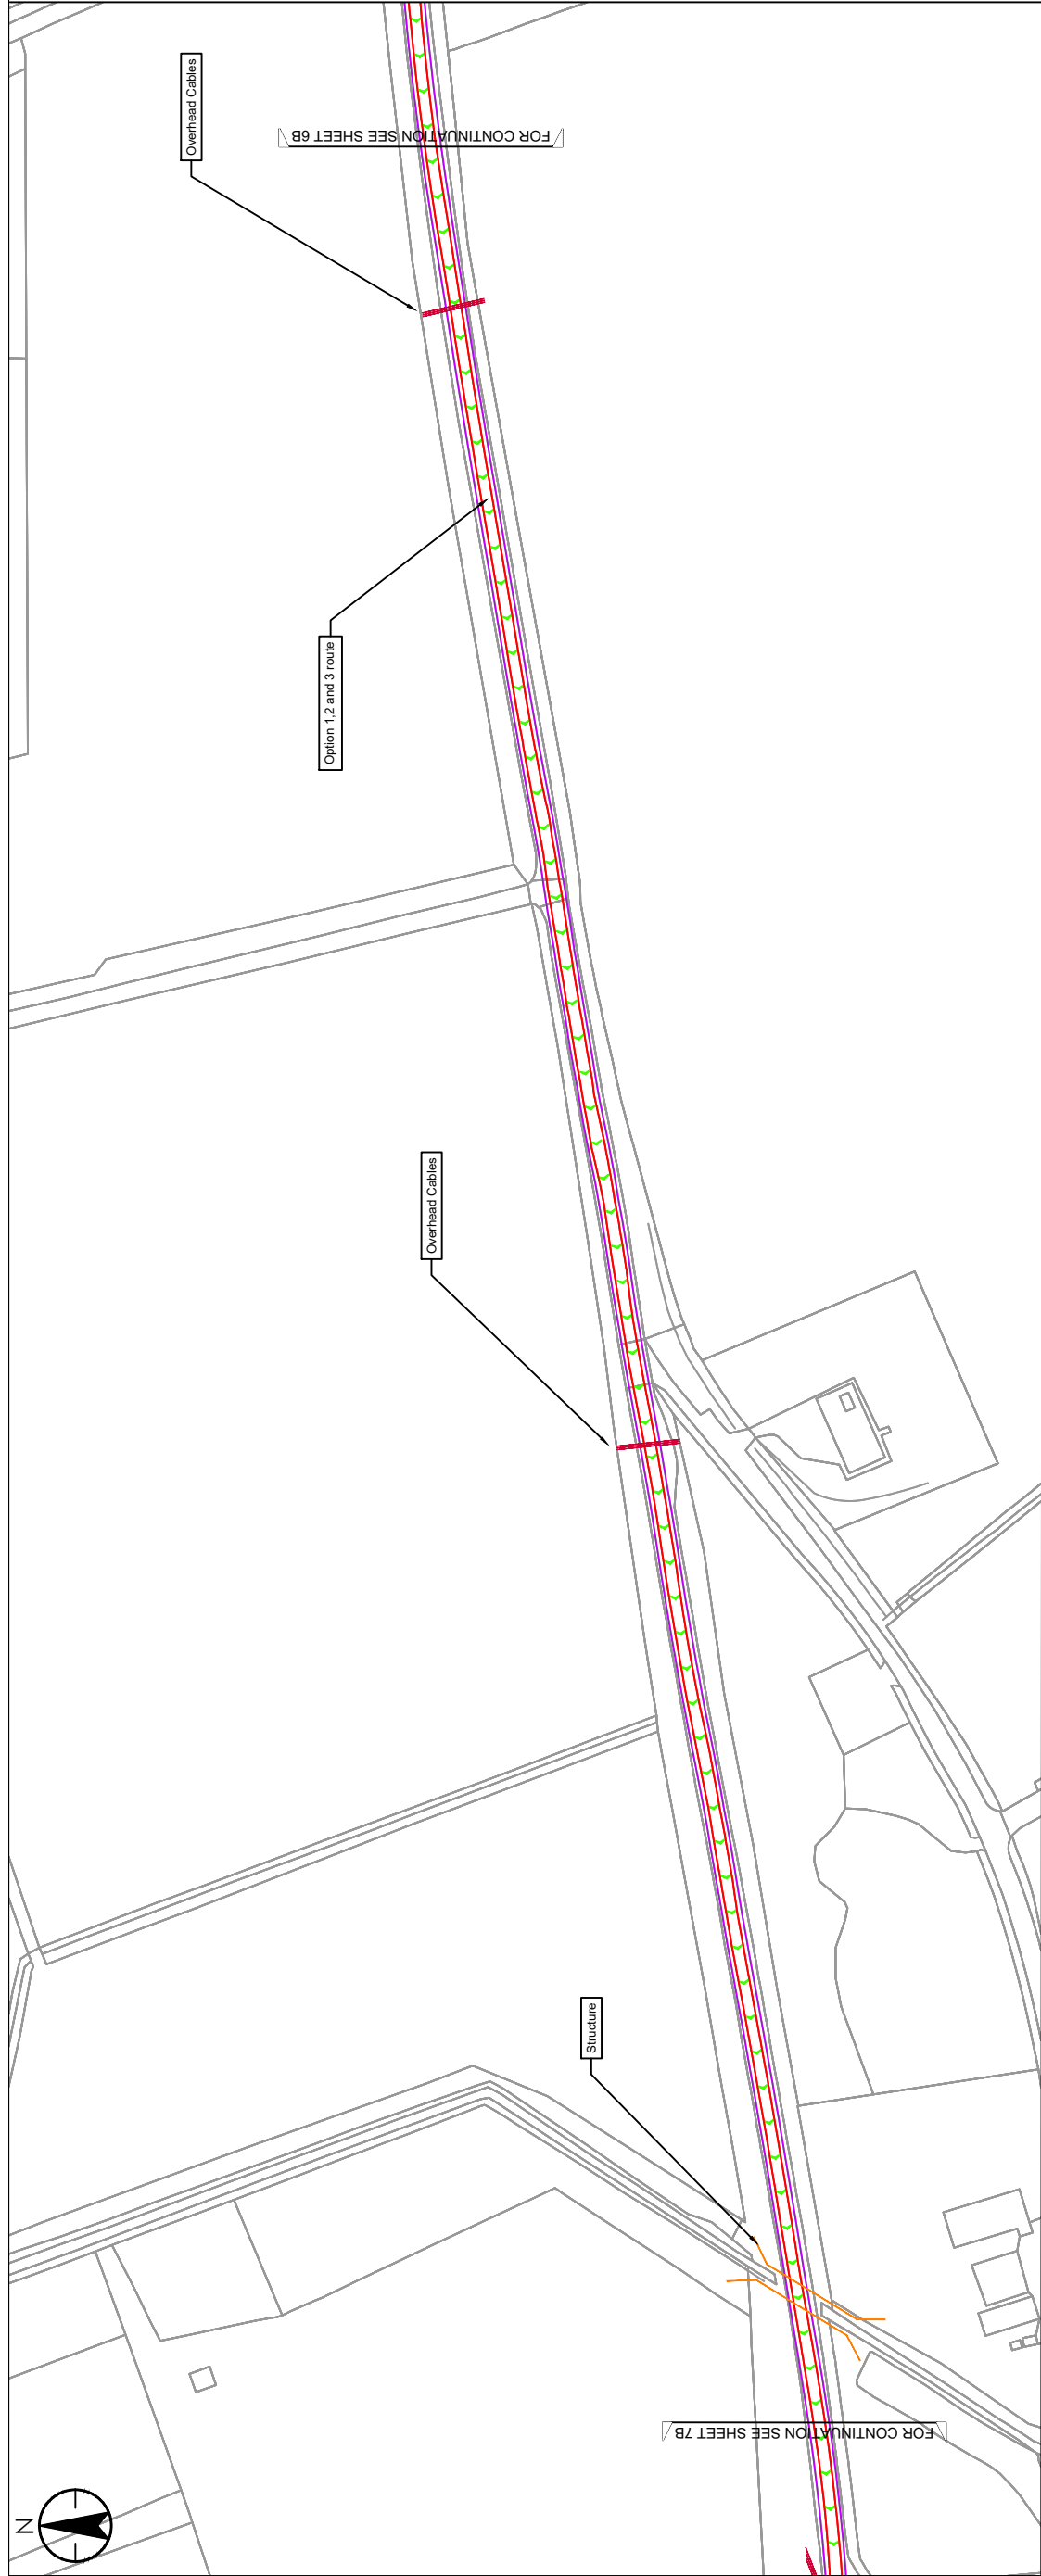 Overhead Cables
FOR CONTINUATION SEE SHEET 6B
Option 1,2 and 3 route
Overhead Cables
Structure
FOR CONTINUATION SEE SHEET 7B
N